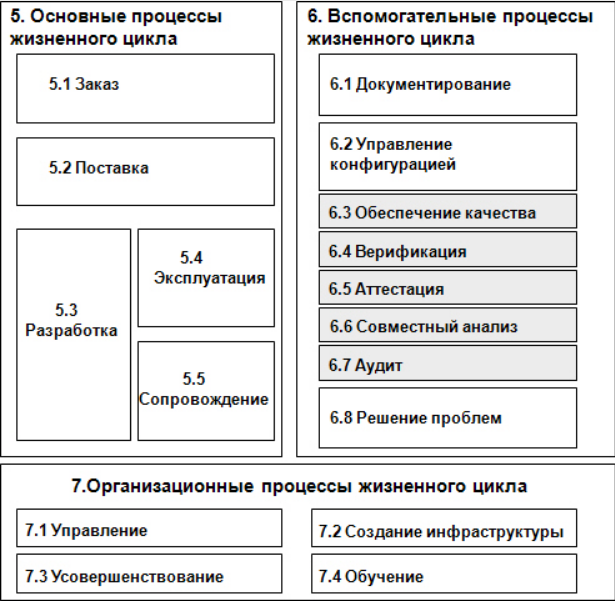 5. Основные процессы
жизненного цикла
5.1 Заказ
5.2 Поставка
5.3
Разработка
5.4
Эксплуатация
5.5
Сопровождение
6. Вспомогательные процессы
жизненного цикла
6.1 Документирование
6.2 Управление
конфигурацией
6.3 Обеспечение качества
6.4 Верификация
6.5 Аттестация
6.6 Совместный анализ
6.7 Аудит
6.8 Решение проблем
7.Организационные процессы жизненного цикла
7.1 Управление
7.2 Создание инфраструктуры
7.3 Усовершенствование
7.4 Обучение